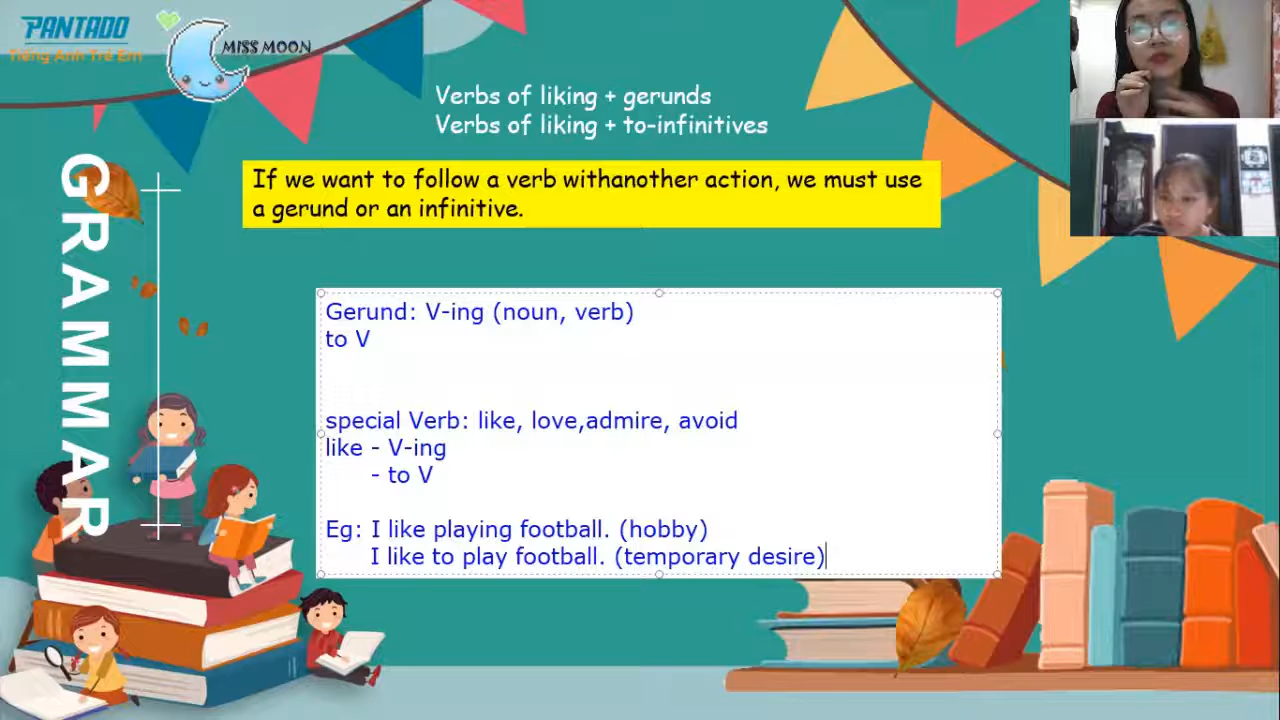 PANTADO
Tiếng Anh Trẻ Em
MISS MOON
Verbs of liking + gerunds
Verbs of liking + to-infinitives
If we want to follow a verb withanother action, we must use
a gerund or an infinitive.
GRAMMAR
Gerund: V-ing (noun, verb)
to V
special Verb: like, love,admire, avoid
like - V-ing
- to V
Eg: I like playing football. (hobby)
I like to play football. (temporary desire)